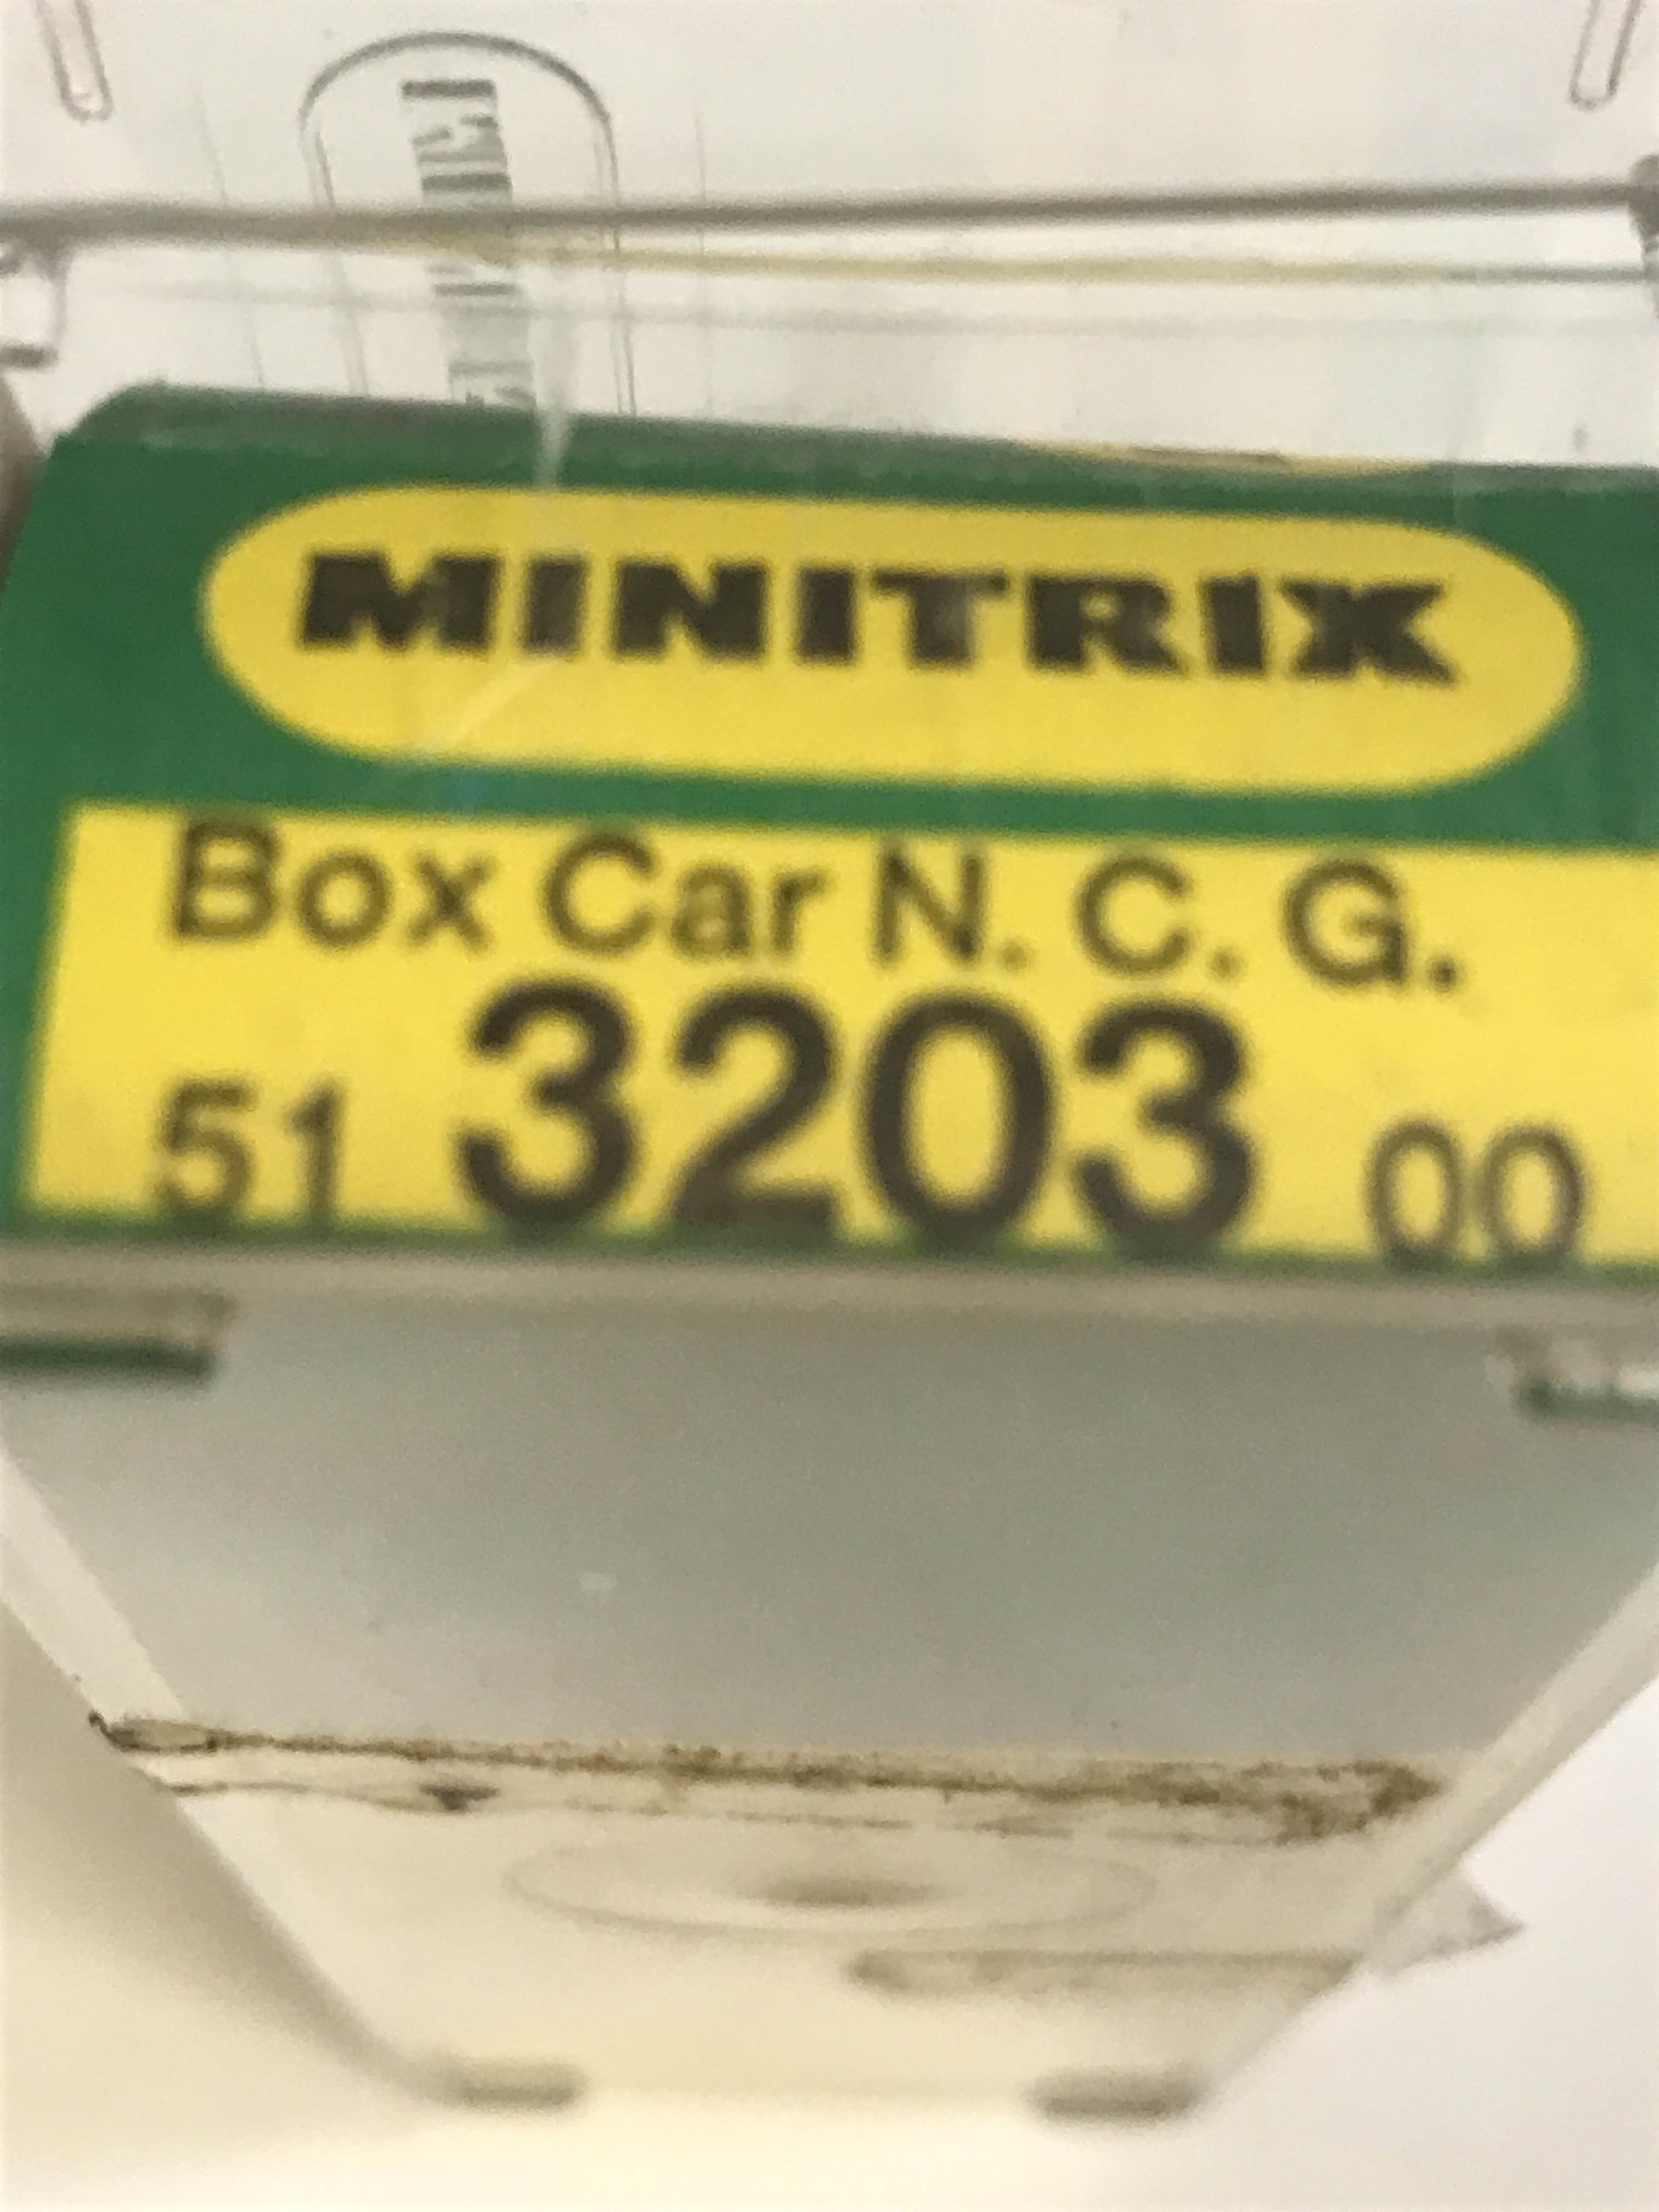 MINITRIX
Box Car N. C. G.
51 3203 00